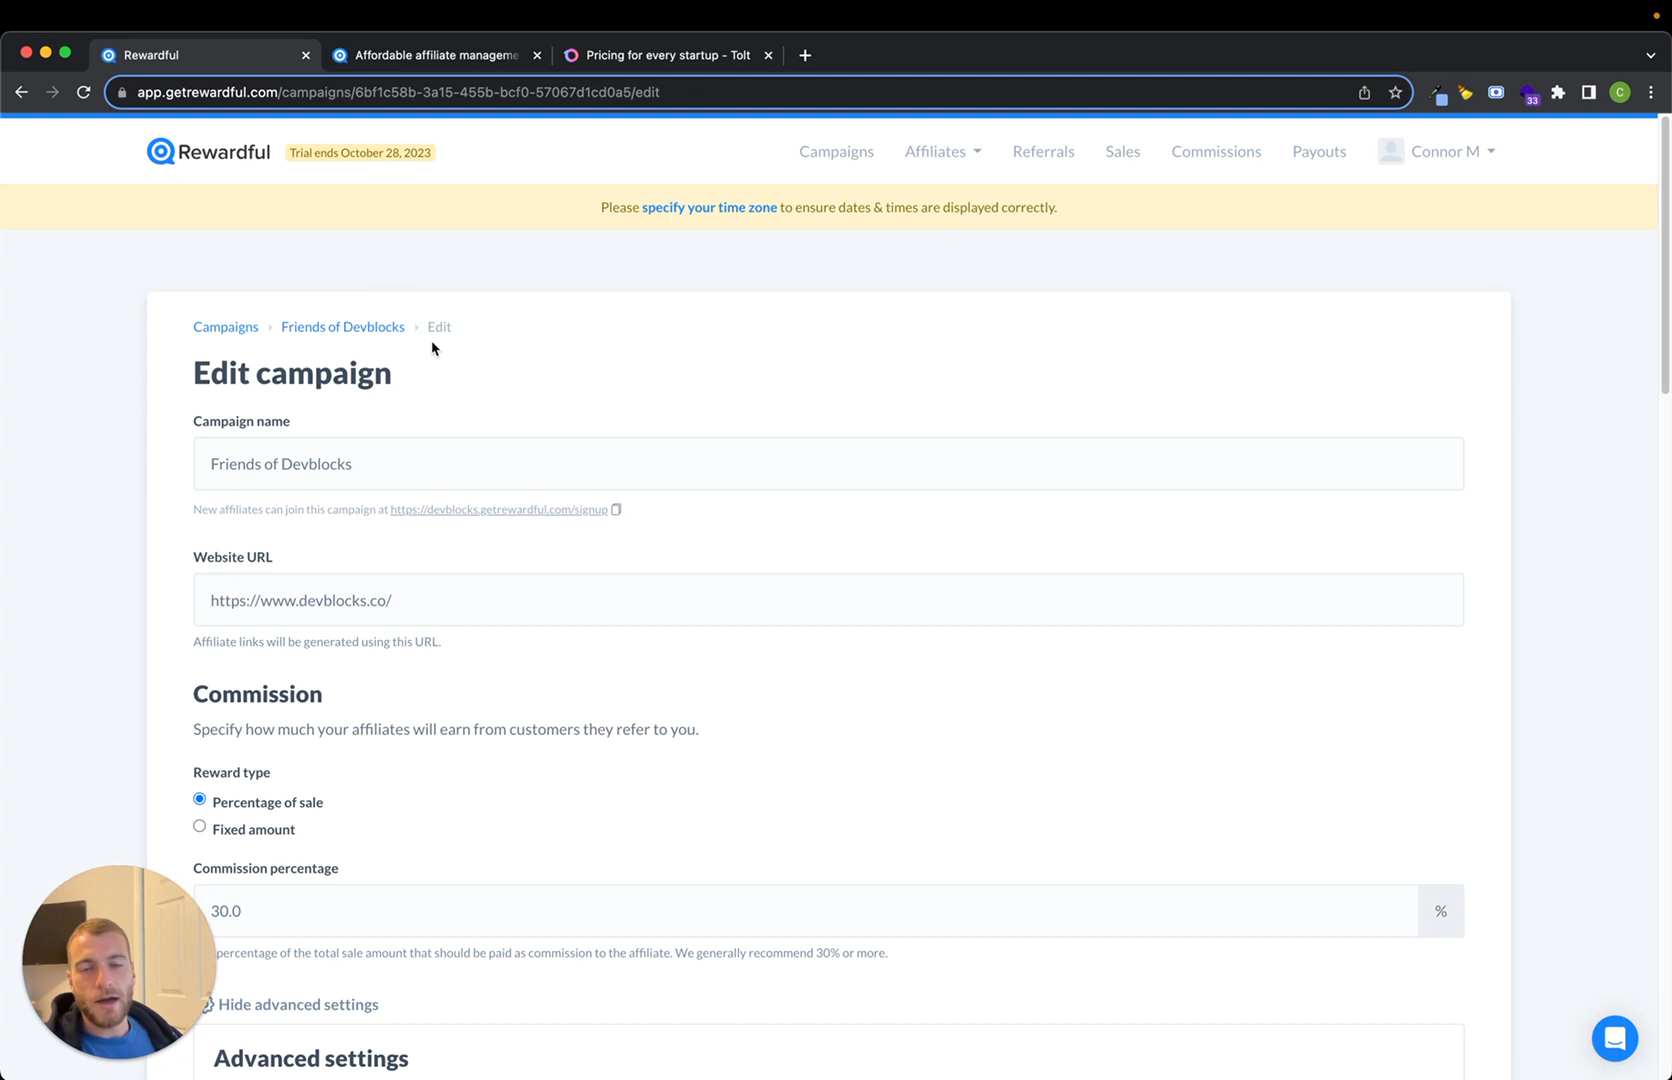 Rewardful
Affordable affiliate manageme
Pricing for every startup - Tolt
app.getrewardful.com/campaigns/6bf1c58b-3a15-455b-bcf0-57067d1cd0a5/edit
33
C
Rewardful
Trial ends October 28, 2023
Campaigns
Affiliates
Referrals
Sales
Commissions
Payouts
Connor M
Please specify your time zone to ensure dates & times are displayed correctly.
Campaigns › Friends of Devblocks › Edit
Edit campaign
Campaign name
Friends of Devblocks
New affiliates can join this campaign at https://devblocks.getrewardful.com/signup
Website URL
https://www.devblocks.co/
Affiliate links will be generated using this URL.
Commission
Specify how much your affiliates will earn from customers they refer to you.
Reward type
Percentage of sale
Fixed amount
Commission percentage
30.0
%
percentage of the total sale amount that should be paid as commission to the affiliate. We generally recommend 30% or more.
Hide advanced settings
Advanced settings